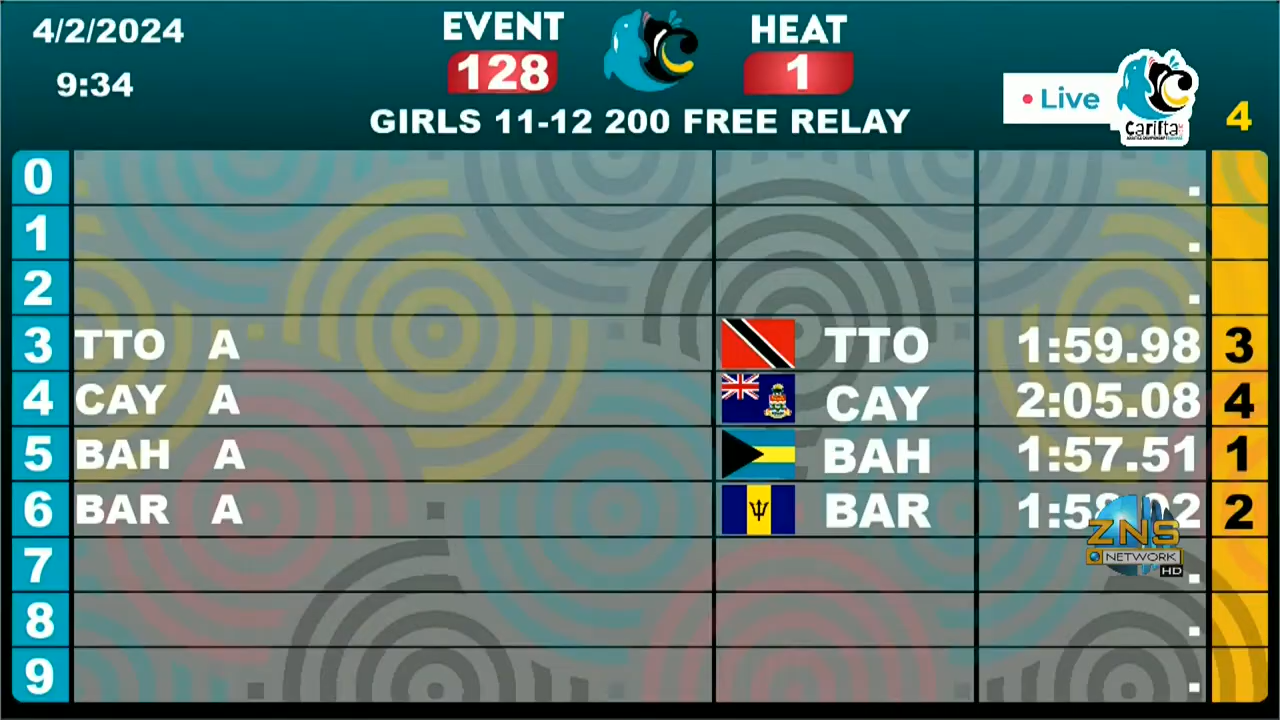 4/2/2024
EVENT
HEAT
9:34
128
1
Live
Carifta
4
GIRLS 11-12 200 FREE RELAY
0
1
2
3 TTO A TTO 1:59.98 3
4 CAY A CAY 2:05.08 4
5 BAH A BAH 1:57.51 1
6 BAR A BAR 2
ZNS
NETWORK
HD
7
8
9